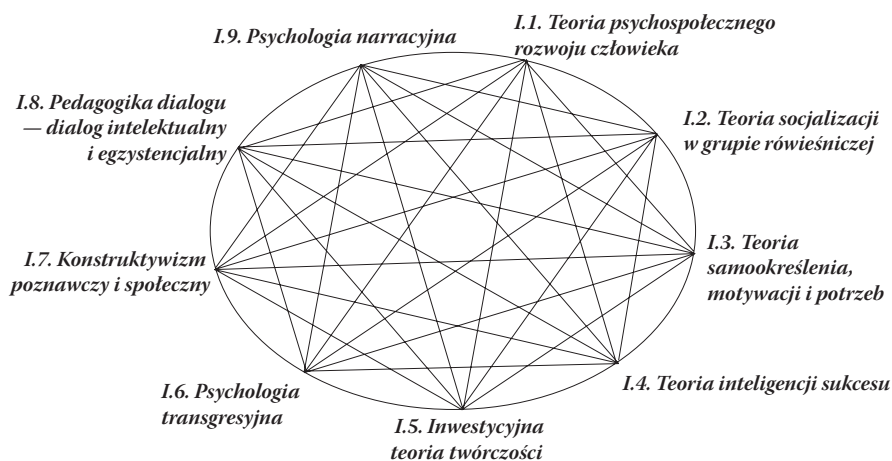 I.9. Psychologia narracyjna
I.1. Teoria psychospołecznego
rozwoju człowieka
I.8. Pedagogika dialogu
— dialog intelektualny
i egzystencjalny
I.2. Teoria socjalizacji
w grupie rówieśniczej
I.7. Konstruktywizm
poznawczy i społeczny
I.3. Teoria
samookreślenia,
motywacji i potrzeb
I.6. Psychologia
transgresyjna
I.4. Teoria inteligencji sukcesu
I.5. Inwestycyjna
teoria twórczości